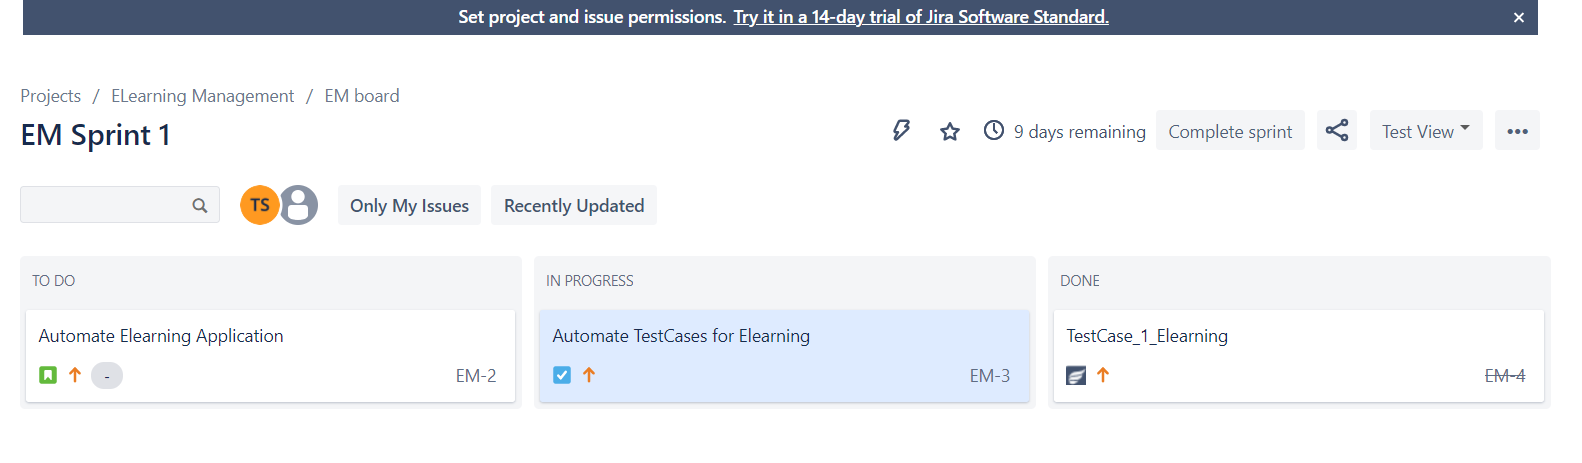 Set project and issue permissions. Try it in a 14-day trial of Jira Software Standard. ×
Projects / ELearning Management / EM board
EM Sprint 1
9 days remaining Complete sprint Test View •••
TS Only My Issues Recently Updated
TO DO IN PROGRESS DONE
Automate Elearning Application
- EM-2
Automate TestCases for Elearning
EM-3
TestCase_1_Elearning
EM-4